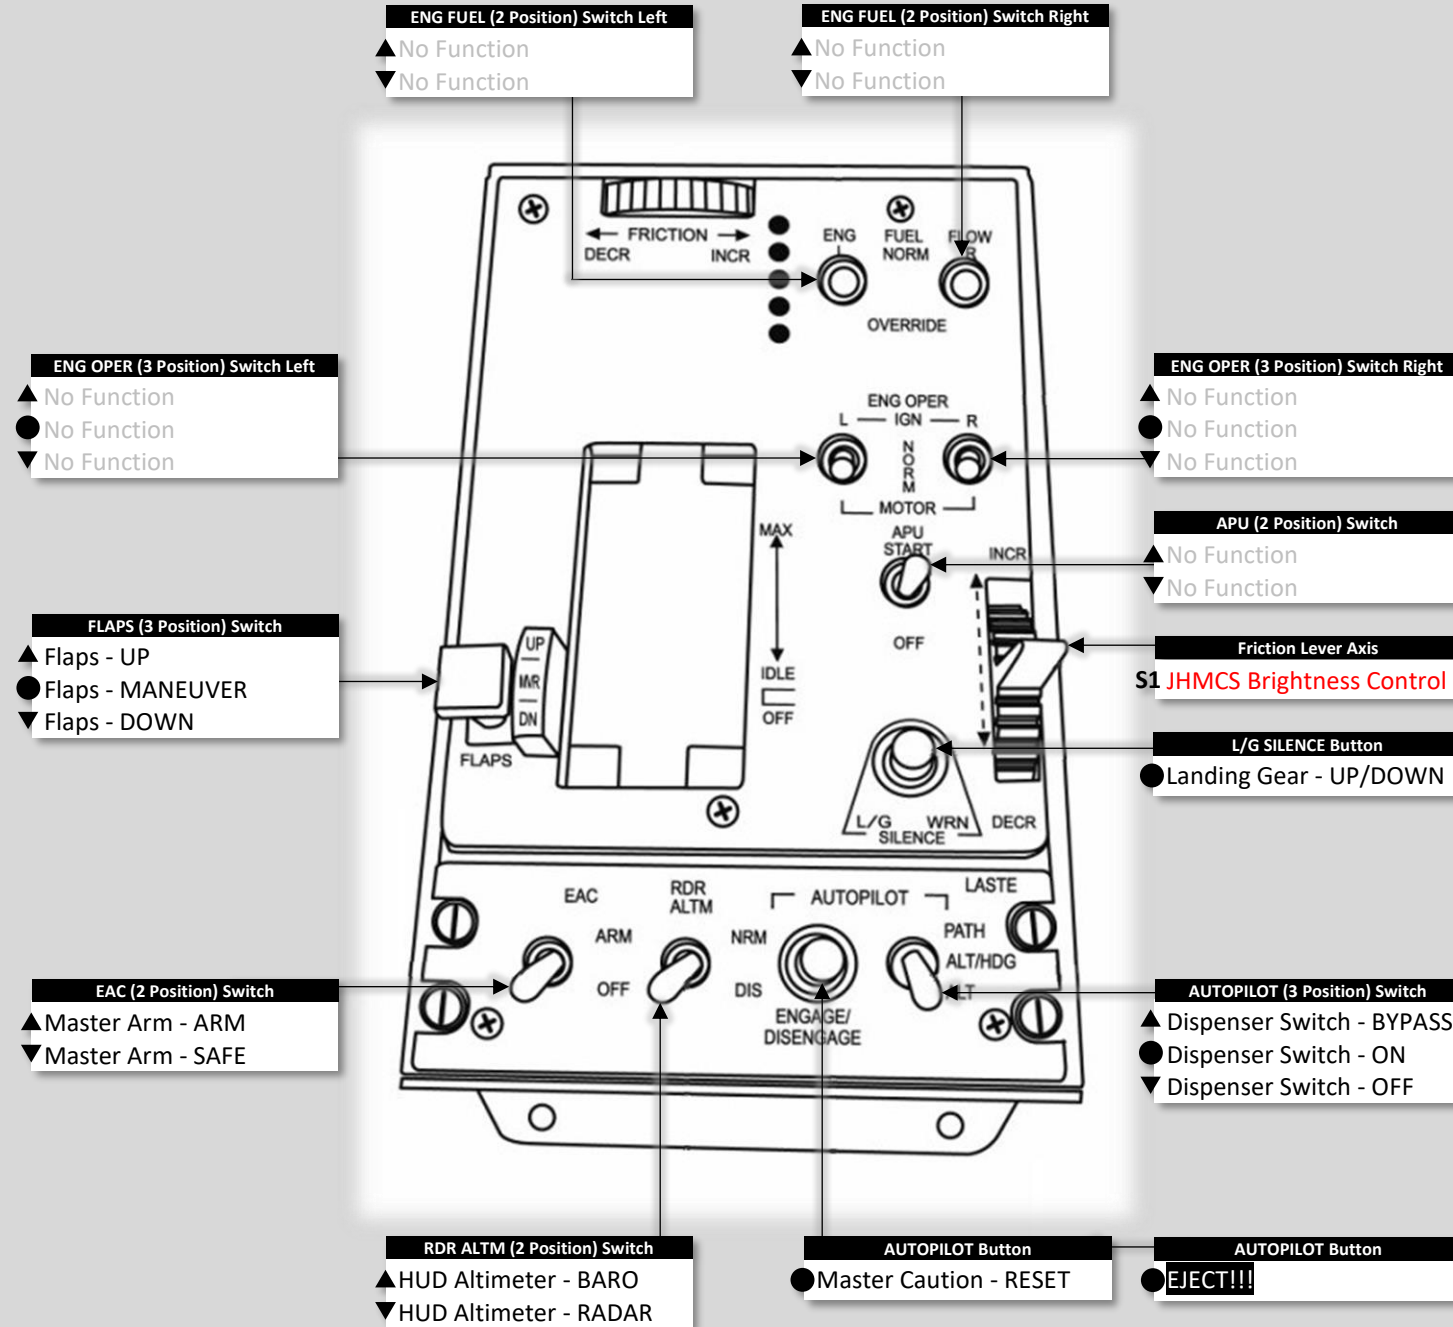 ENG FUEL (2 Position) Switch Left
No Function
No Function
ENG FUEL (2 Position) Switch Right
No Function
No Function
FRICTION
DECR INCR
ENG FUEL FLOW
L NORM R
OVERRIDE
ENG OPER (3 Position) Switch Left
No Function
No Function
No Function
ENG OPER (3 Position) Switch Right
No Function
No Function
No Function
ENG OPER
L IGN R
NORM
MOTOR
APU
START
OFF
APU (2 Position) Switch
No Function
No Function
MAX
IDLE
OFF
INCR
DECR
FLAPS (3 Position) Switch
Flaps - UP
Flaps - MANEUVER
Flaps - DOWN
UP
MVR
DN
FLAPS
Friction Lever Axis
S1 JHMCS Brightness Control
L/G SILENCE Button
Landing Gear - UP/DOWN
L/G WRN
SILENCE
EAC
ARM
OFF
RDR
ALTM
NRM
DIS
AUTOPILOT
ENGAGE/
DISENGAGE
LASTE
PATH
ALT/HDG
ALT
EAC (2 Position) Switch
Master Arm - ARM
Master Arm - SAFE
AUTOPILOT (3 Position) Switch
Dispenser Switch - BYPASS
Dispenser Switch - ON
Dispenser Switch - OFF
RDR ALTM (2 Position) Switch
HUD Altimeter - BARO
HUD Altimeter - RADAR
AUTOPILOT Button
Master Caution - RESET
AUTOPILOT Button
EJECT!!!